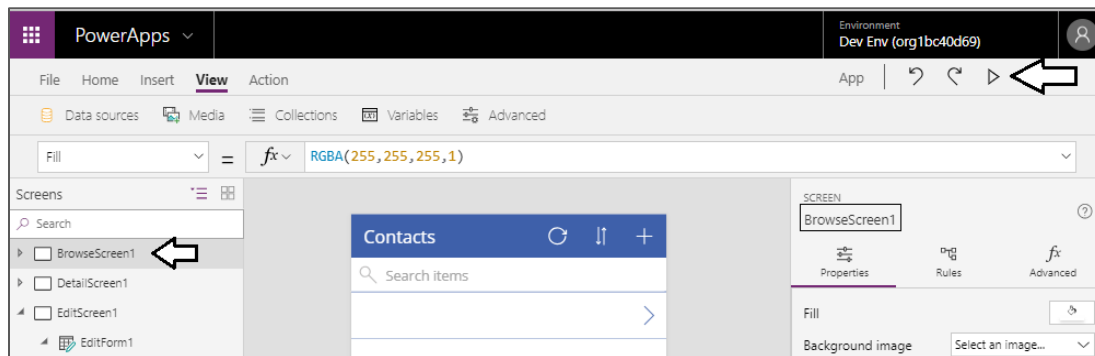 PowerApps
Environment
Dev Env (org1bc40d69)
File Home Insert View Action App
Data sources Media Collections Variables Advanced
Fill = fx RGBA(255,255,255,1)
Screens
Search
BrowseScreen1
DetailScreen1
EditScreen1
EditForm1
Contacts
Search items
SCREEN
BrowseScreen1
Properties Rules Advanced
Fill
Background image Select an image...